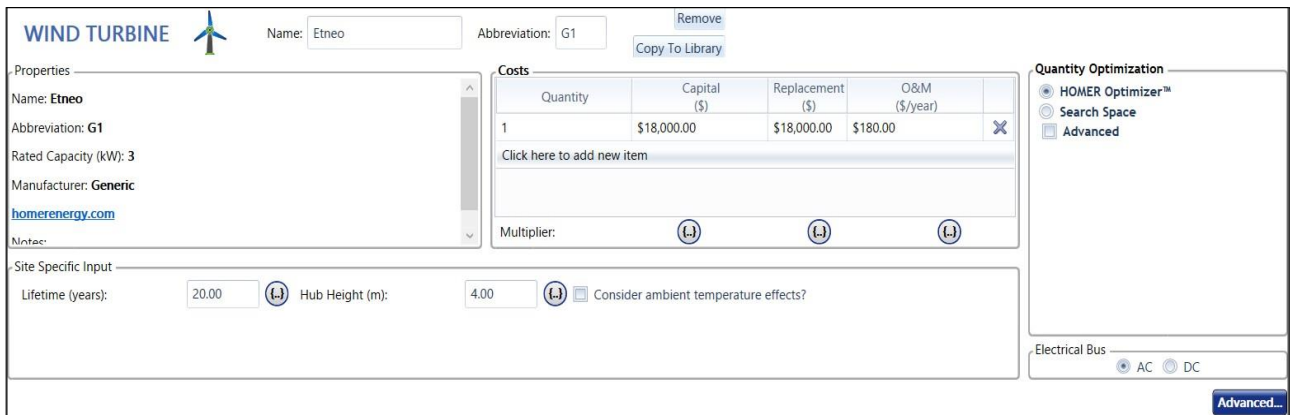 WIND TURBINE
Name: Etneo
Abbreviation: G1
Remove
Copy To Library
Properties
Name: Etneo
Abbreviation: G1
Rated Capacity (kW): 3
Manufacturer: Generic
homerenergy.com
Notes:
Costs
Quantity Capital ($) Replacement ($) O&M ($/year)
1 $18,000.00 $18,000.00 $180.00
Click here to add new item
Multiplier: {..} {..} {..}
Quantity Optimization
HOMER Optimizer™
Search Space
Advanced
Site Specific Input
Lifetime (years): 20.00 {..} Hub Height (m): 4.00 {..} Consider ambient temperature effects?
Electrical Bus
AC DC
Advanced...